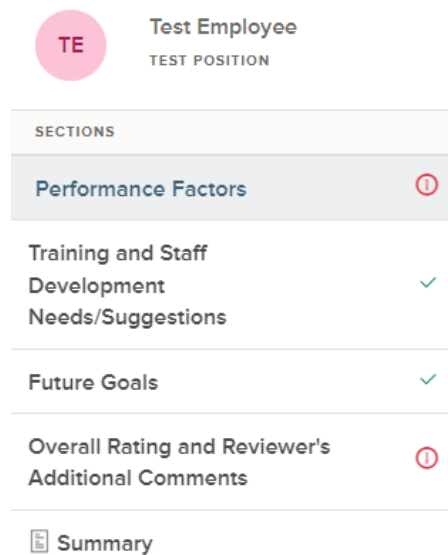 TE
Test Employee
TEST POSITION
SECTIONS
Performance Factors
Training and Staff
Development
Needs/Suggestions
Future Goals
Overall Rating and Reviewer's
Additional Comments
Summary